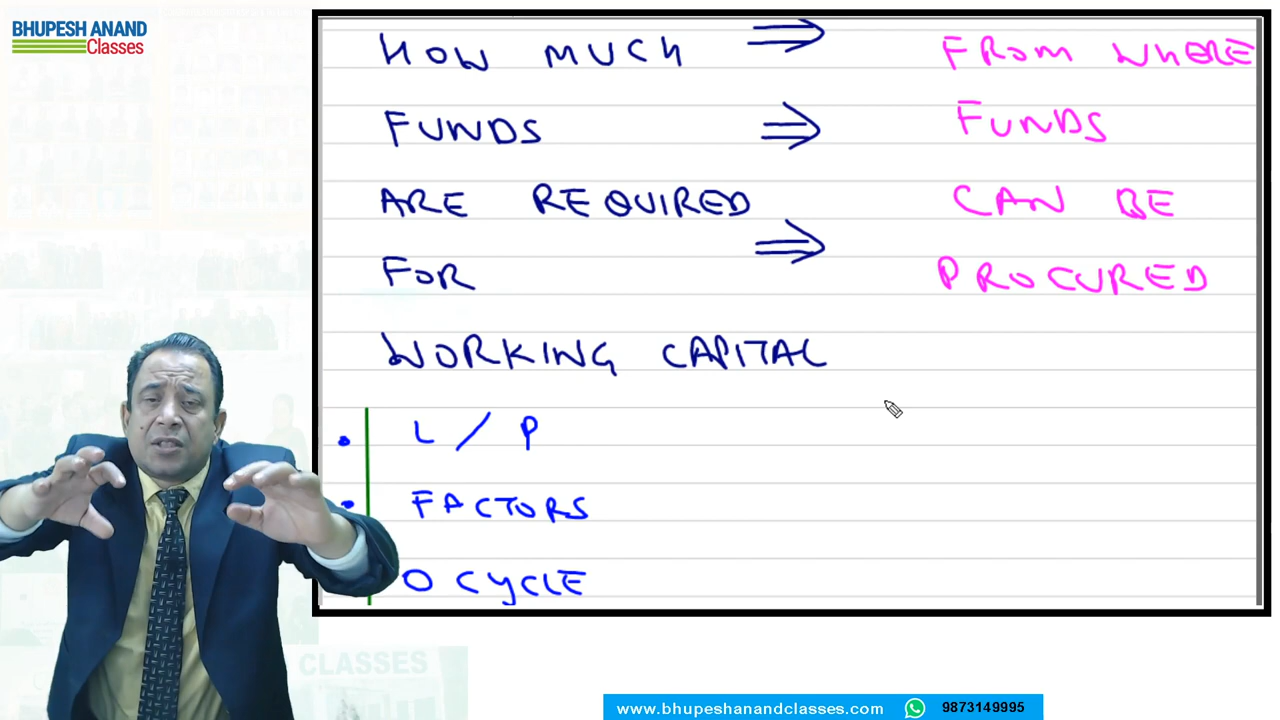 BHUPESH ANAND
Classes
HOW MUCH ⇒ FROM WHERE
FUNDS ⇒ FUNDS
ARE REQUIRED CAN BE
FOR ⇒ PROCURED
WORKING CAPITAL
• L / P
• FACTORS
O CYCLE
CLASSES
www.bhupeshanandclasses.com 9873149995